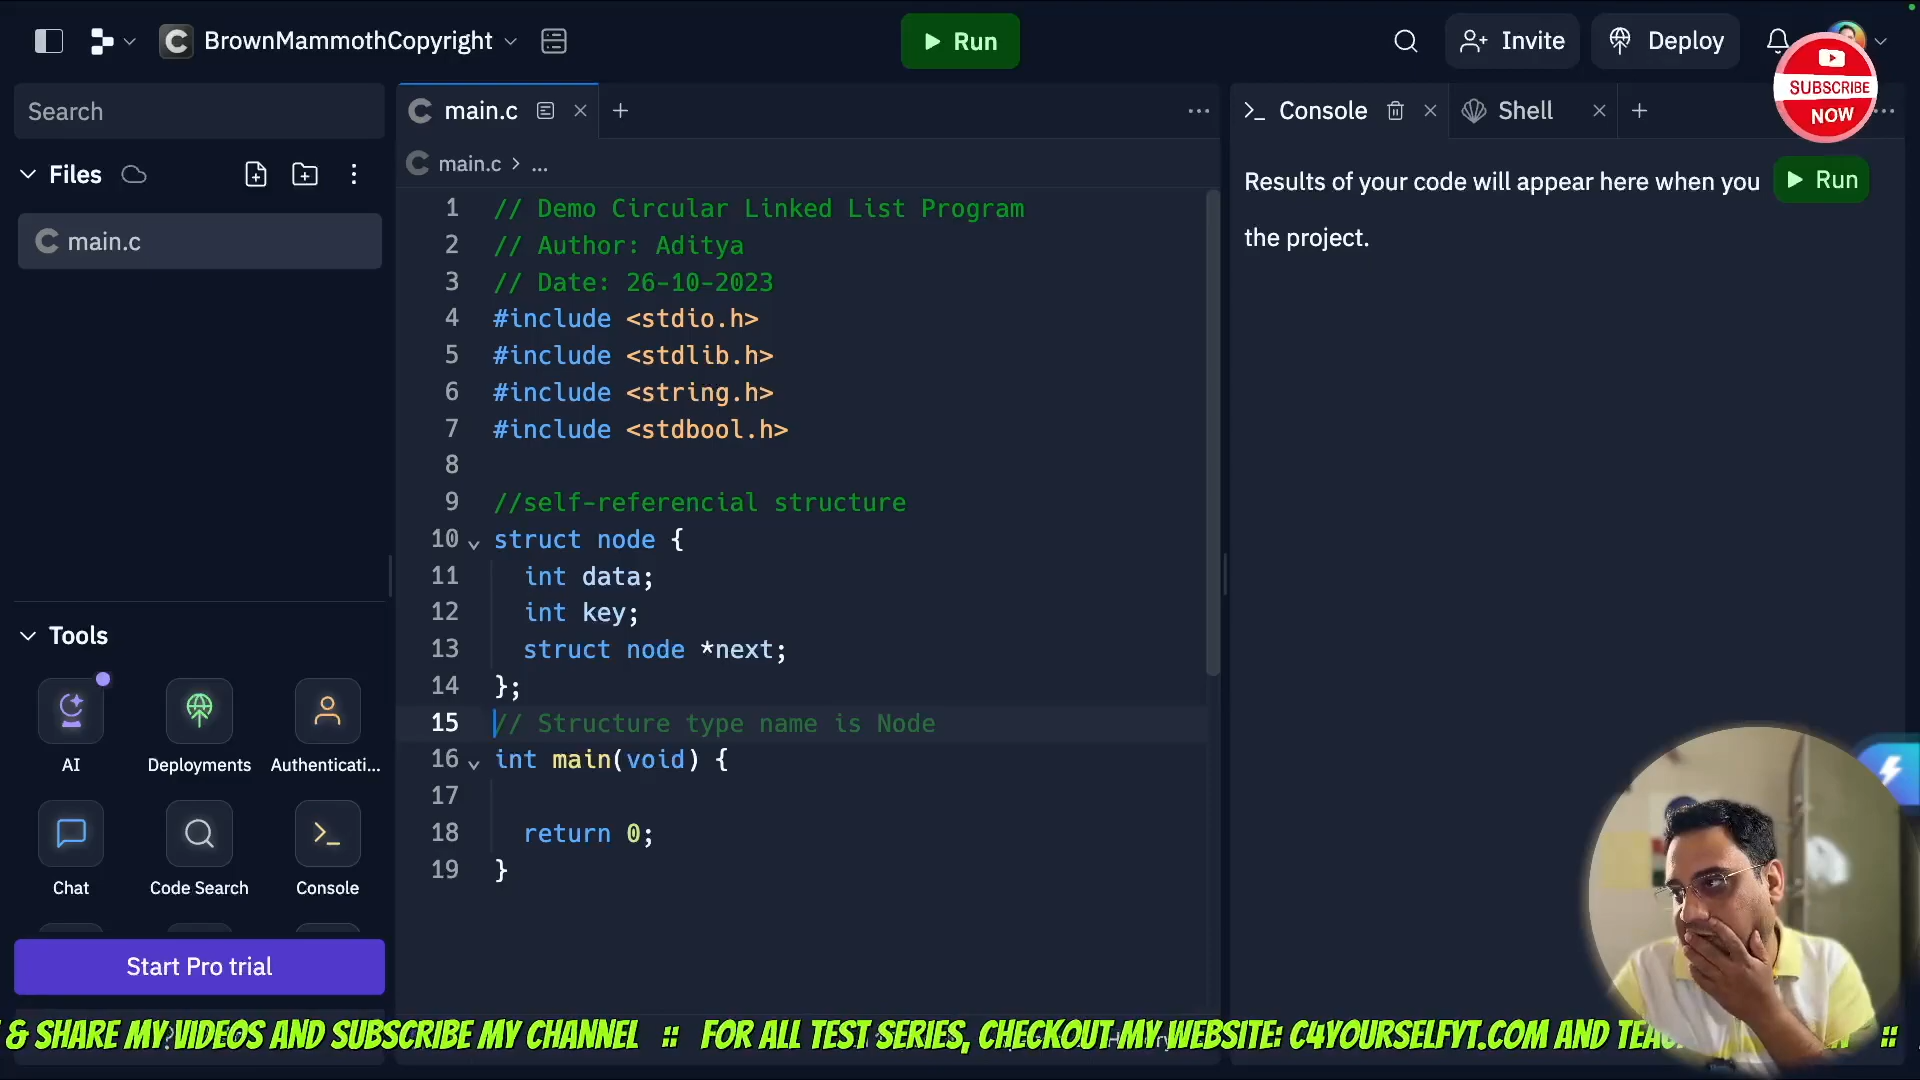 BrownMammothCopyright
Run
Invite
Deploy
SUBSCRIBE
NOW
Search
Files
main.c
Tools
AI
Deployments
Authenticati...
Chat
Code Search
Console
Start Pro trial
main.c
main.c > ...
1 // Demo Circular Linked List Program
2 // Author: Aditya
3 // Date: 26-10-2023
4 #include <stdio.h>
5 #include <stdlib.h>
6 #include <string.h>
7 #include <stdbool.h>
8
9 //self-referencial structure
10 struct node {
11 int data;
12 int key;
13 struct node *next;
14 };
15 // Structure type name is Node
16 int main(void) {
17
18 return 0;
19 }
Console
Shell
Results of your code will appear here when you Run
the project.
& SHARE MY VIDEOS AND SUBSCRIBE MY CHANNEL :: FOR ALL TEST SERIES, CHECKOUT MY WEBSITE: C4YOURSELFYT.COM AND ::